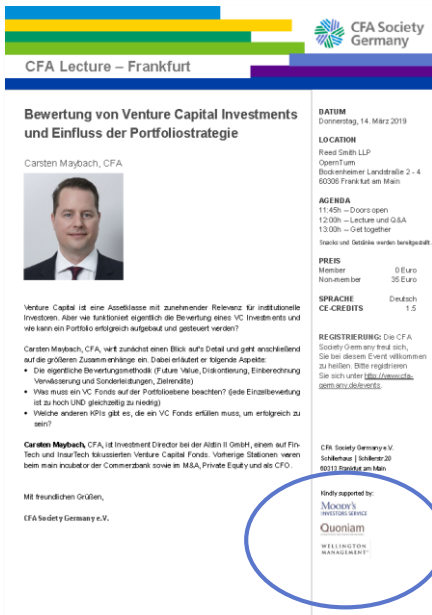 CFA Society
Germany
CFA Lecture – Frankfurt
Bewertung von Venture Capital Investments
und Einfluss der Portfoliostrategie
Carsten Maybach, CFA
Venture Capital ist eine Assetklasse mit zunehmender Relevanz für institutionelle
Investoren. Aber wie funktioniert eigentlich die Bewertung eines VC Investments und
wie kann ein Portfolio erfolgreich aufgebaut und gesteuert werden?
Carsten Maybach, CFA, wirft zunächst einen Blick auf's Detail und geht anschließend
auf die größeren Zusammenhänge ein. Dabei erläutert er folgende Aspekte:
• Die eigentliche Bewertungsmethodik (Future Value, Diskontierung, Einberechnung
Verwässerung und Sonderleistungen, Zielrendite)
• Was muss ein VC Fonds auf der Portfolioebene beachten? (jede Einzelbewertung
ist zu hoch UND gleichzeitig zu niedrig)
• Welche anderen KPIs gibt es, die ein VC Fonds erfüllen muss, um erfolgreich zu
sein?
Carsten Maybach, CFA, ist Investment Director bei der Alstin II GmbH, einem auf Fin-
Tech und InsurTech fokussierten Venture Capital Fonds. Vorherige Stationen waren
beim main incubator der Commerzbank sowie im M&A, Private Equity und als CFO.
Mit freundlichen Grüßen,
CFA Society Germany e.V.
DATUM
Donnerstag, 14. März 2019
LOCATION
Reed Smith LLP
OpernTurm
Bockenheimer Landstraße 2 - 4
60306 Frankfurt am Main
AGENDA
11:45h – Doors open
12:00h – Lecture und Q&A
13:00h – Get together
Snacks und Getränke werden bereitgestellt.
PREIS
Member 0 Euro
Non-member 35 Euro
SPRACHE Deutsch
CE-CREDITS 1.5
REGISTRIERUNG: Die CFA
Society Germany freut sich,
Sie bei diesem Event willkommen
zu heißen. Bitte registrieren
Sie sich unter http://www.cfa-
germany.de/events.
CFA Society Germany e.V.
Schillerhaus | Schillerstr.20
60313 Frankfurt am Main
Kindly supported by:
MOODY'S
INVESTORS SERVICE
Quoniam
WELLINGTON
MANAGEMENT®